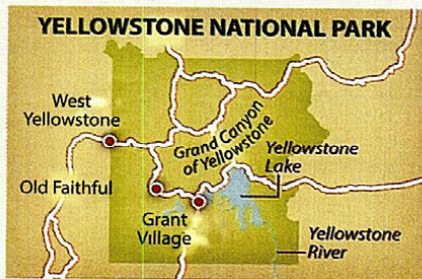 YELLOWSTONE NATIONAL PARK
West
Yellowstone
Grand Canyon
of Yellowstone
Yellowstone
Lake
Old Faithful
Grant
Village
Yellowstone
River